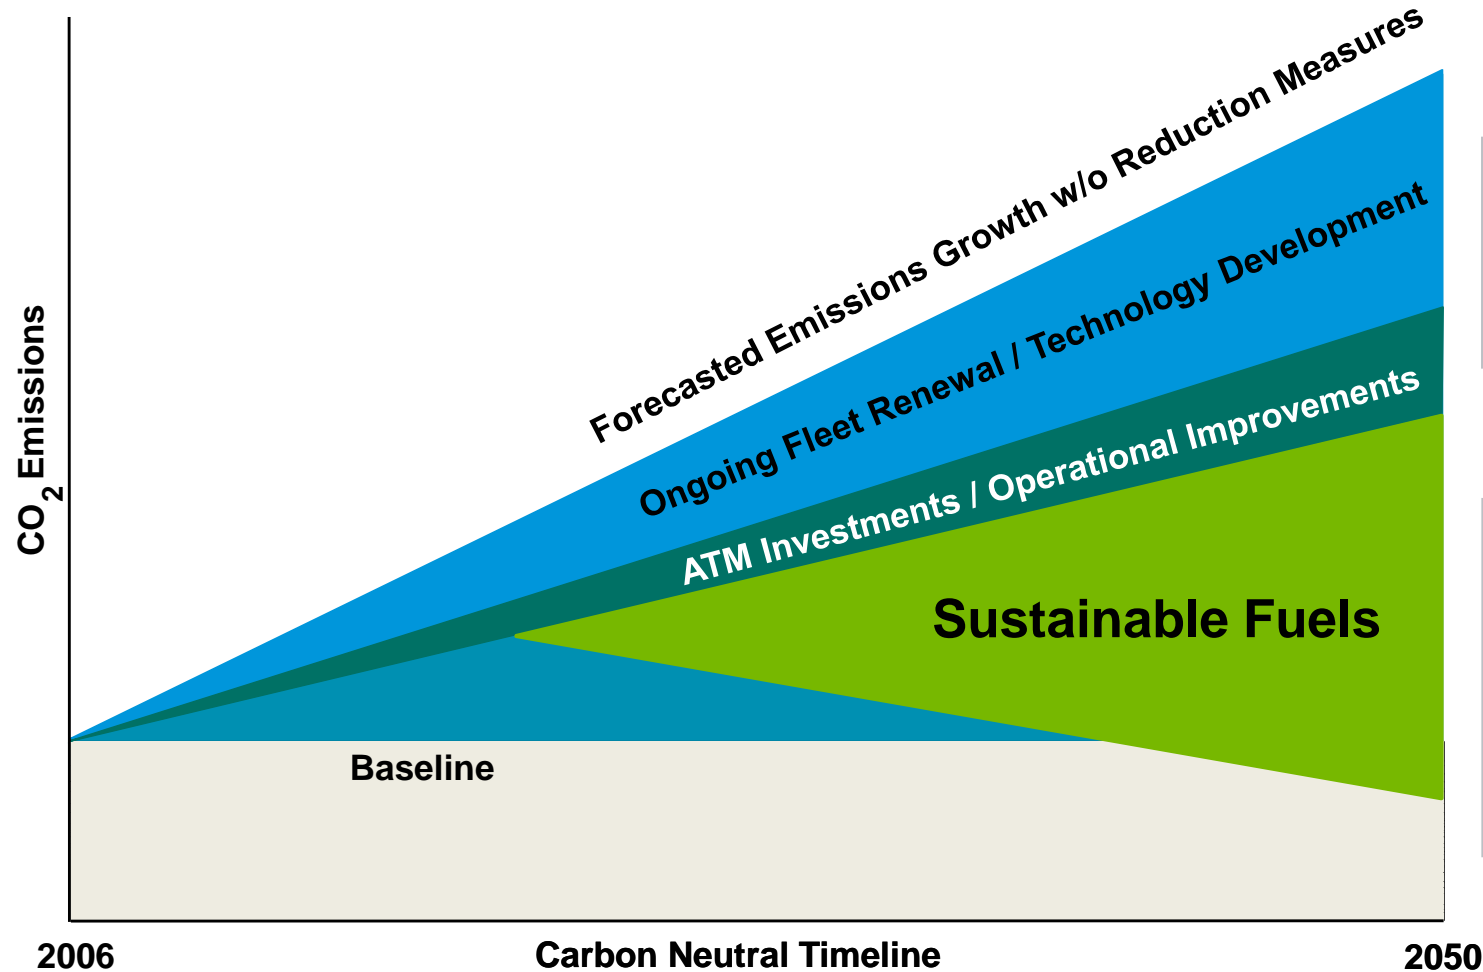 Forecasted Emissions Growth w/o Reduction Measures
Ongoing Fleet Renewal / Technology Development
ATM Investments / Operational Improvements
Sustainable Fuels
CO2 Emissions
Baseline
2006
Carbon Neutral Timeline
2050